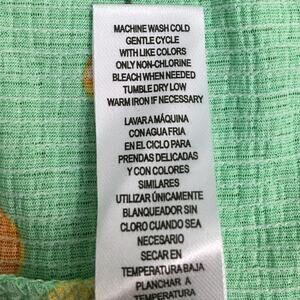 MACHINE WASH COLD
GENTLE CYCLE
WITH LIKE COLORS
ONLY NON-CHLORINE
BLEACH WHEN NEEDED
TUMBLE DRY LOW
WARM IRON IF NECESSARY
LAVAR A MÁQUINA
CON AGUA FRIA
EN EL CICLO PARA
PRENDAS DELICADAS
Y CON COLORES
SIMILARES
UTILIZAR ÚNICAMENTE
BLANQUEADOR SIN
CLORO CUANDO SEA
NECESARIO
SECAR EN
TEMPERATURA BAJA
PLANCHAR A
TEMPERATURA